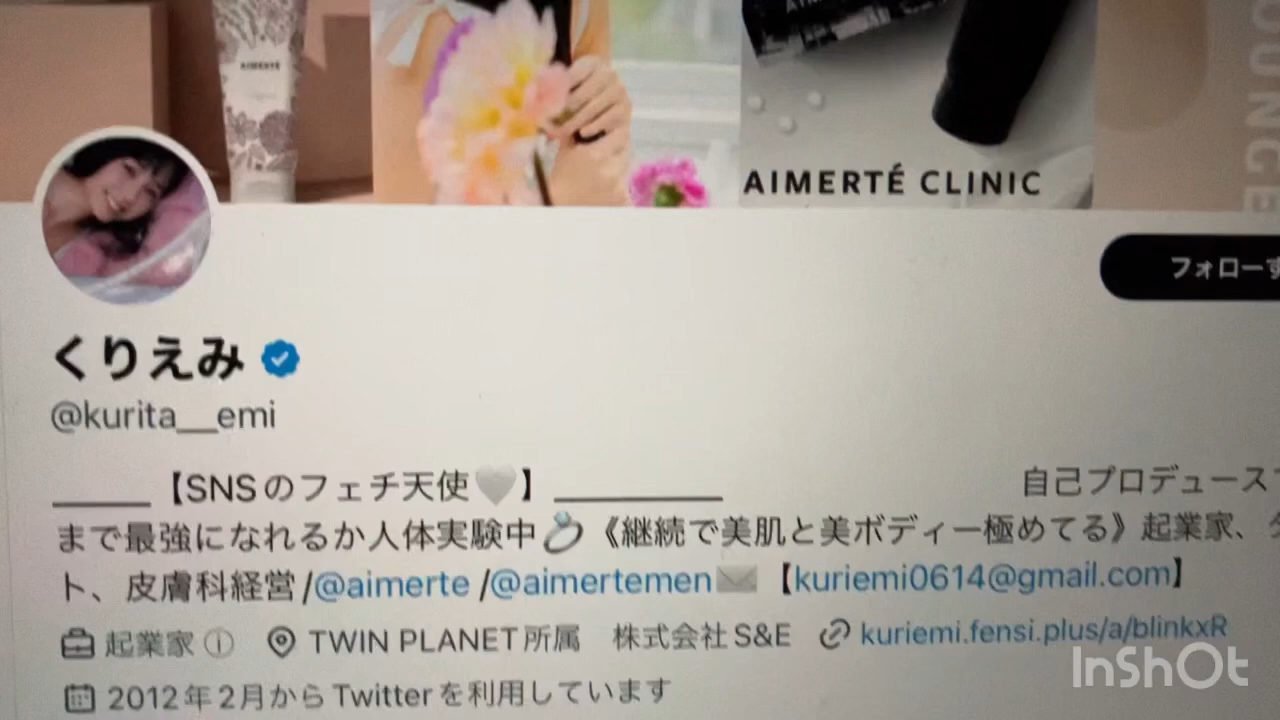 AIMERTÉ
AIMERTÉ CLINIC
OUNGE
フォローす
くりえみ
@kurita__emi
_____【SNSのフェチ天使🤍】_________ 自己プロデュースで
まで最強になれるか人体実験中💍《継続で美肌と美ボディー極めてる》起業家、
ト、皮膚科経営/@aimerte /@aimertemen✉️【kuriemi0614@gmail.com】
起業家 TWIN PLANET所属 株式会社S&E kuriemi.fensi.plus/a/blinkxR
2012年2月からTwitterを利用しています
InShOt